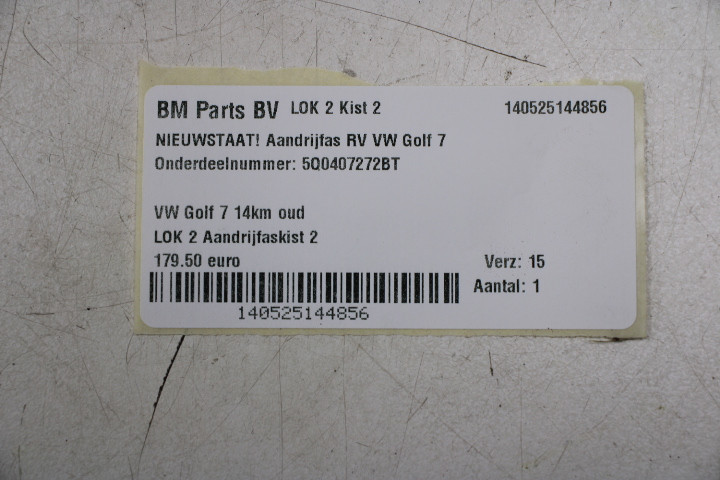 BM Parts BV LOK 2 Kist 2 140525144856
NIEUWSTAAT! Aandrijfas RV VW Golf 7
Onderdeelnummer: 5Q0407272BT
VW Golf 7 14km oud
LOK 2 Aandrijfaskist 2
179.50 euro Verz: 15
Aantal: 1
140525144856